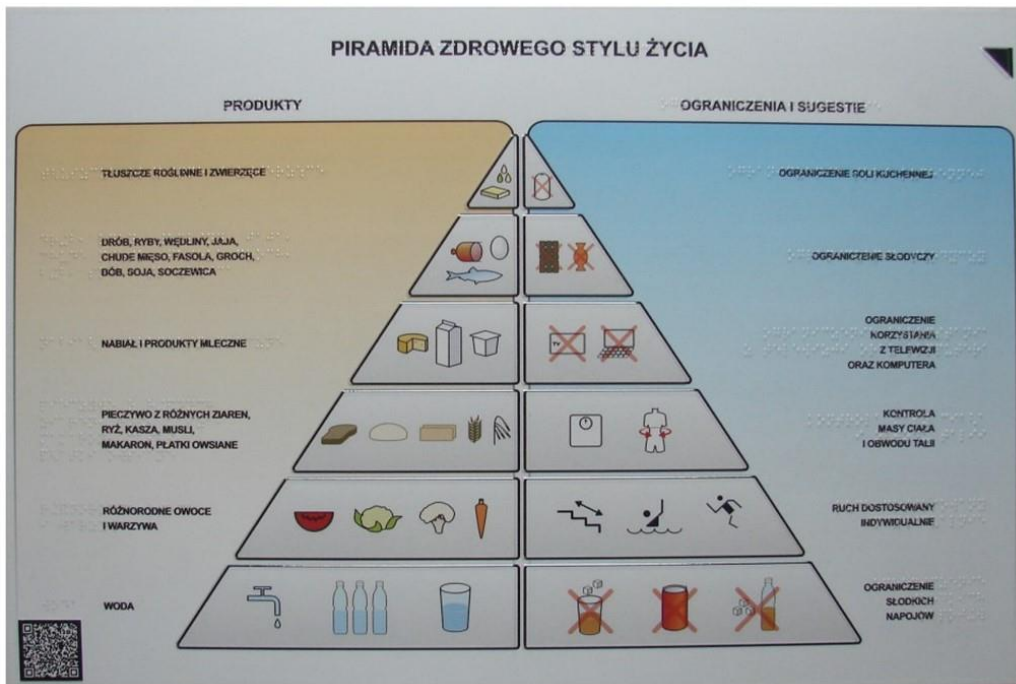 PIRAMIDA ZDROWEGO STYLU ŻYCIA
PRODUKTY
OGRANICZENIA I SUGESTIE
TŁUSZCZE ROŚLINNE I ZWIERZĘCE
OGRANICZENIE SOLI KUCHENNEJ
DRÓB, RYBY, WĘDLINY, JAJA,
CHUDE MIĘSO, FASOLA, GROCH,
BÓB, SOJA, SOCZEWICA
OGRANICZENIE SŁODYCZY
NABIAŁ I PRODUKTY MLECZNE
TV
OGRANICZENIE
KORZYSTANIA
Z TELEWIZJI
ORAZ KOMPUTERA
PIECZYWO Z RÓŻNYCH ZIAREN,
RYŻ, KASZA, MUSLI,
MAKARON, PŁATKI OWSIANE
KONTROLA
MASY CIAŁA
I OBWODU TALII
RÓŻNORODNE OWOCE
I WARZYWA
RUCH DOSTOSOWANY
INDYWIDUALNIE
WODA
OGRANICZENIE
SŁODKICH
NAPOJÓW